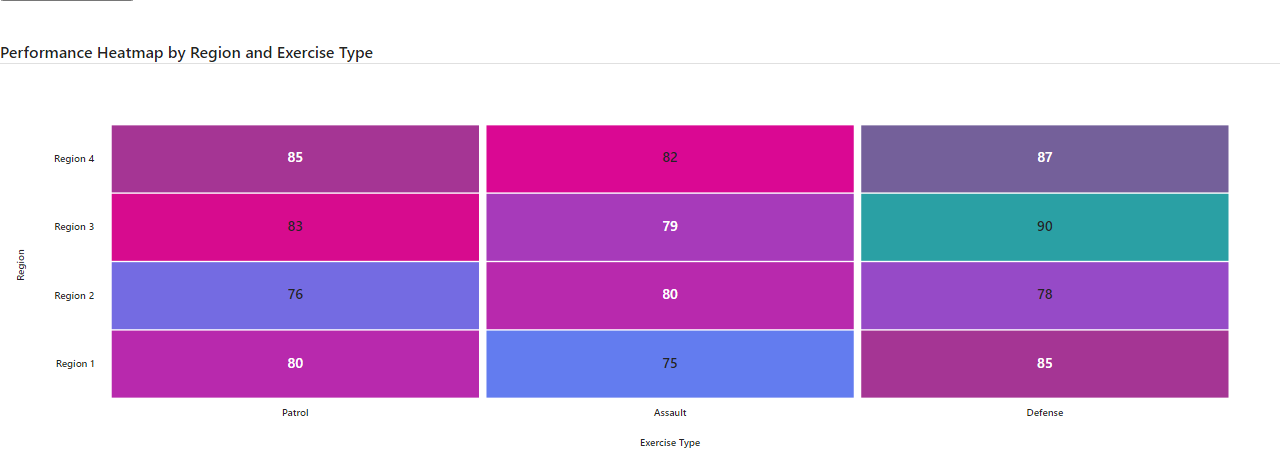 Performance Heatmap by Region and Exercise Type
Region 4
85
82
87
Region 3
83
79
90
Region
Region 2
76
80
78
Region 1
80
75
85
Patrol
Assault
Defense
Exercise Type